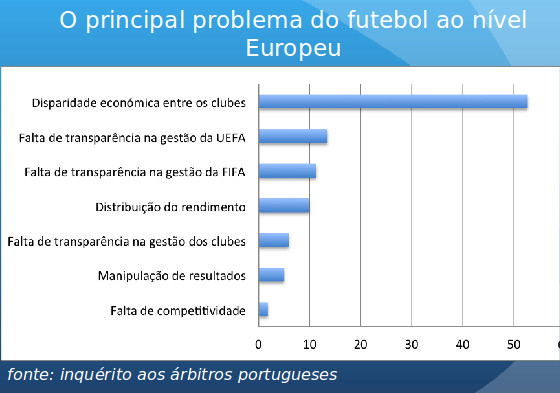 O principal problema do futebol ao nível
Europeu
Disparidade económica entre os clubes
Falta de transparência na gestão da UEFA
Falta de transparência na gestão da FIFA
Distribuição do rendimento
Falta de transparência na gestão dos clubes
Manipulação de resultados
Falta de competitividade
0 10 20 30 40 50
fonte: inquérito aos árbitros portugueses